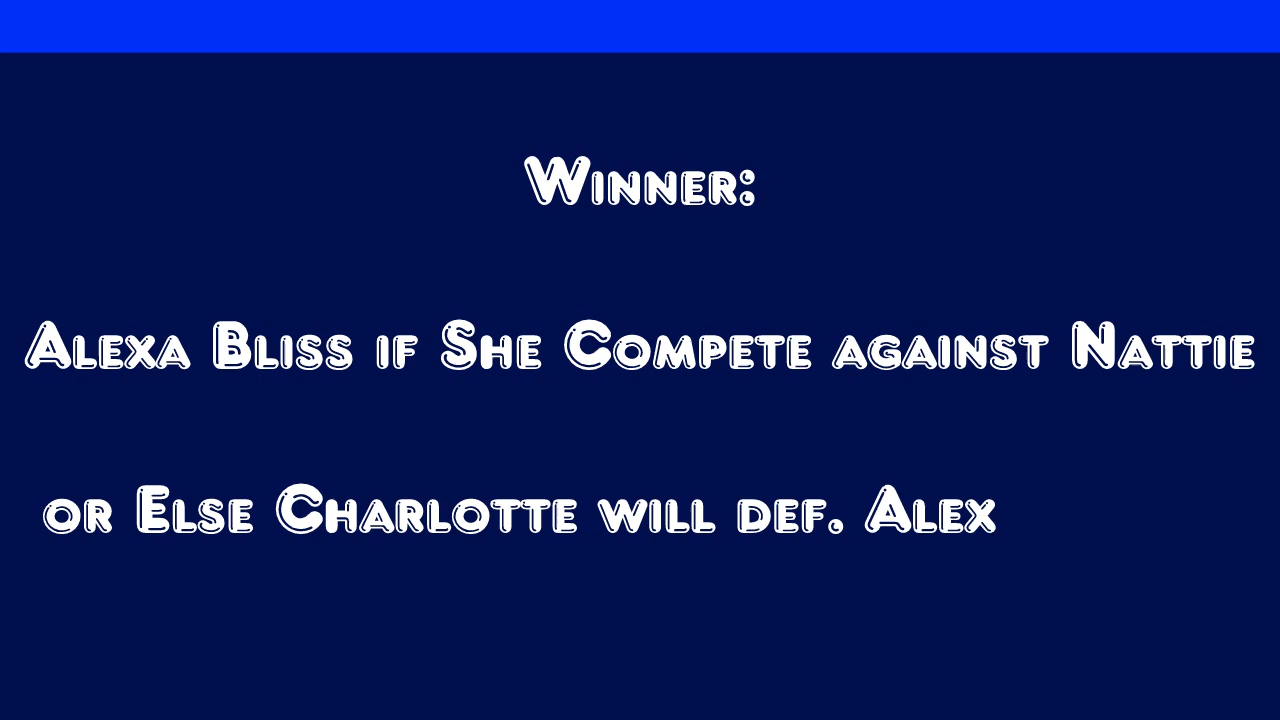 Winner:
Alexa Bliss if She Compete against Nattie
or Else Charlotte will def. Alex